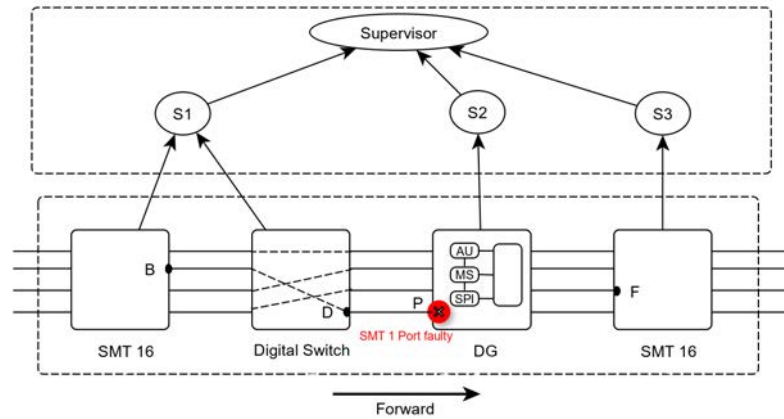 Supervisor
S1
S2
S3
B
D
P
AU
MS
SPI
F
SMT 1 Port faulty
SMT 16
Digital Switch
DG
SMT 16
Forward